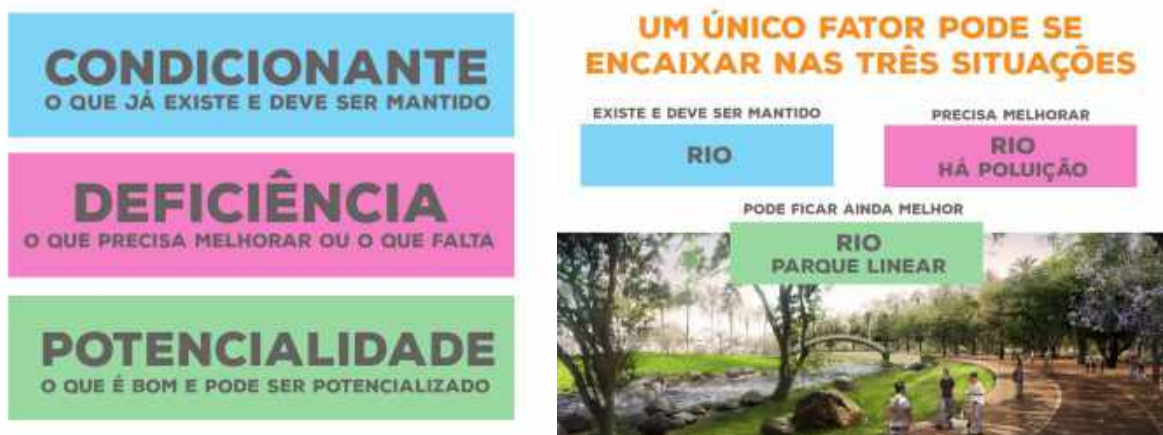 CONDICIONANTE
O QUE JÁ EXISTE E DEVE SER MANTIDO
DEFICIÊNCIA
O QUE PRECISA MELHORAR OU O QUE FALTA
POTENCIALIDADE
O QUE É BOM E PODE SER POTENCIALIZADO
UM ÚNICO FATOR PODE SE
ENCAIXAR NAS TRÊS SITUAÇÕES
EXISTE E DEVE SER MANTIDO
RIO
PRECISA MELHORAR
RIO
HÁ POLUIÇÃO
PODE FICAR AINDA MELHOR
RIO
PARQUE LINEAR